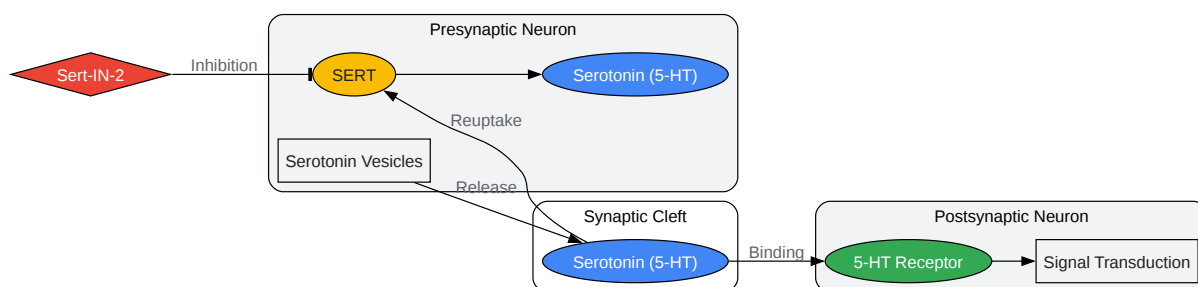 Presynaptic Neuron
Sert-IN-2
Inhibition
SERT
Serotonin (5-HT)
Reuptake
Serotonin Vesicles
Release
Synaptic Cleft
Serotonin (5-HT)
Binding
Postsynaptic Neuron
5-HT Receptor
Signal Transduction